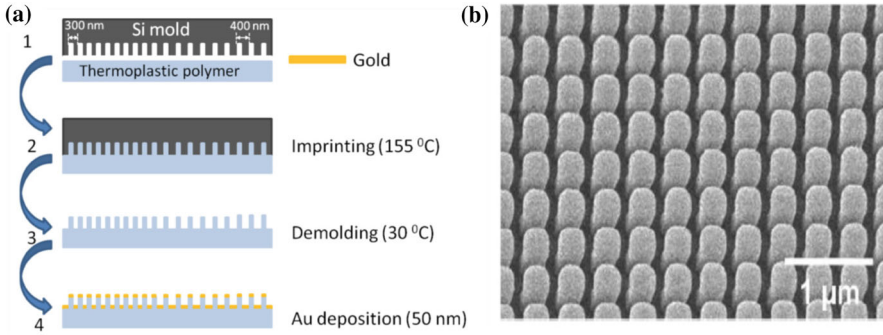 (a)
300 nm
Si mold
400 nm
1
Thermoplastic polymer
Gold
2
Imprinting (155 ⁰C)
3
Demolding (30 ⁰C)
4
Au deposition (50 nm)
(b)
1 μm